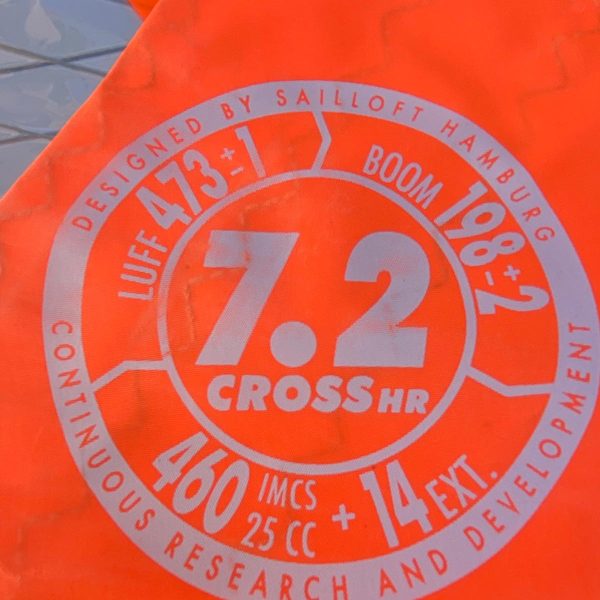 DESIGNED BY SAILLOFT HAMBURG
LUFF 473±1
BOOM 198±2
7.2
CROSS HR
460 IMCS 25 CC + 14 EXT.
CONTINUOUS RESEARCH AND DEVELOPMENT